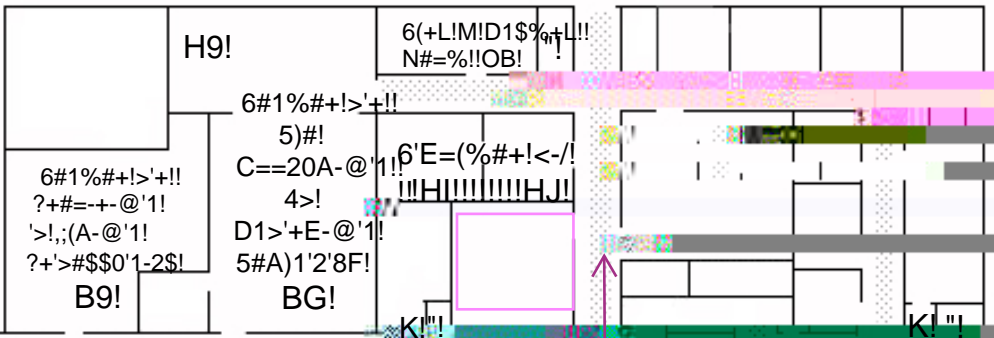 H9!
6(+L!M!D1$%+L!!
N#=%!!OB!
"!
6#1%#+!>'+!!
5)#!
C==20A-@'1!!
4>!
D1>'+E-@'1!
5#A)1'2'8F!
BG!
6'E=(%#+!<-/!
!!!HI!!!!!!!!HJ!
6#1%#+!>'+!!
?+#=-+-@'1!
'>!,;(A-@'1!
?+'>#$$0'1-2$!
B9!
K!"!
K! "!